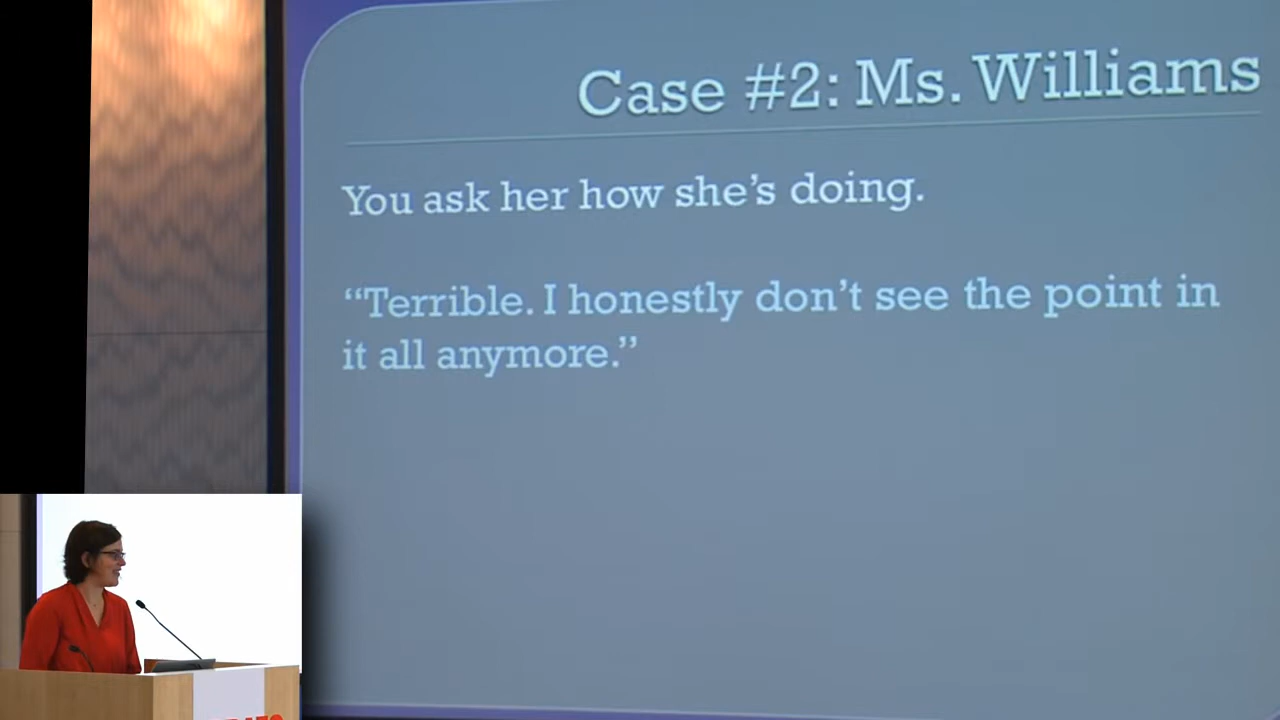 Case #2: Ms. Williams
You ask her how she’s doing.
“Terrible. I honestly don’t see the point in
it all anymore.”